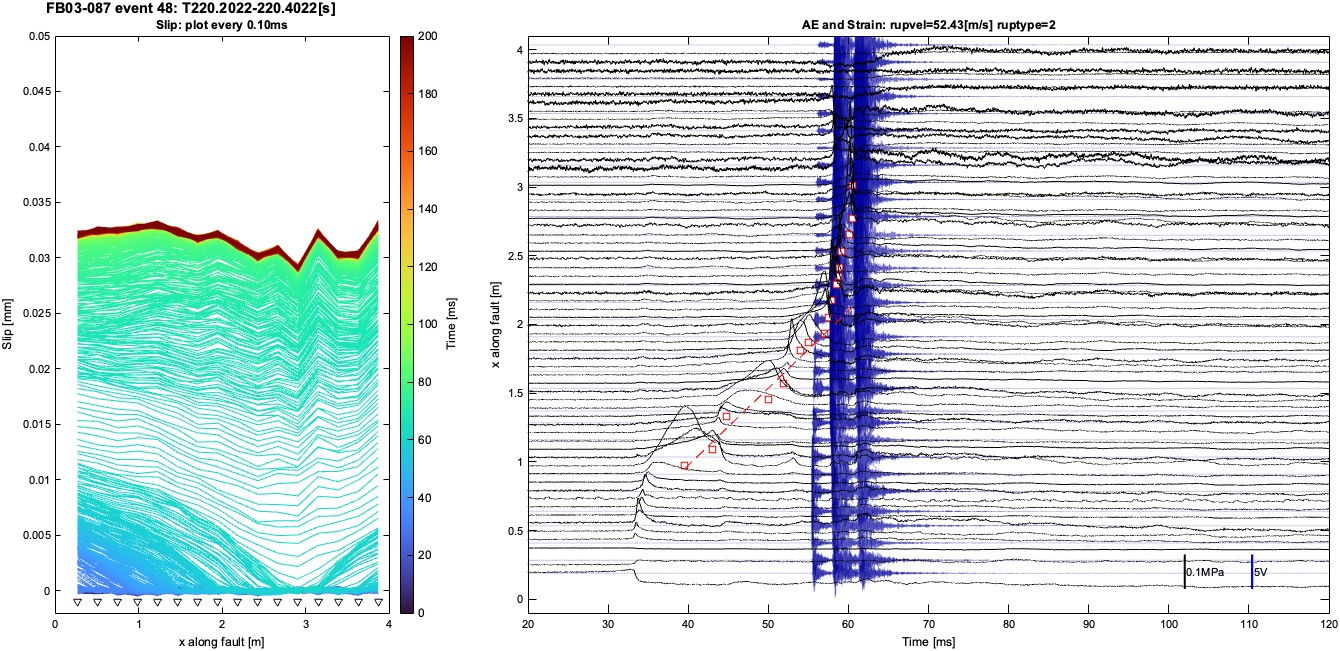 FB03-087 event 48: T220.2022-220.4022[s]
Slip: plot every 0.10ms
AE and Strain: rupvel=52.43[m/s] ruptype=2
0.05
0.045
0.04
0.035
0.03
0.025
0.02
0.015
0.01
0.005
0
Slip [mm]
0 1 2 3 4
x along fault [m]
200
180
160
140
120
100
80
60
40
20
0
Time [ms]
4
3.5
3
2.5
2
1.5
1
0.5
0
x along fault [m]
0.1MPa
5V
20 30 40 50 60 70 80 90 100 110 120
Time [ms]